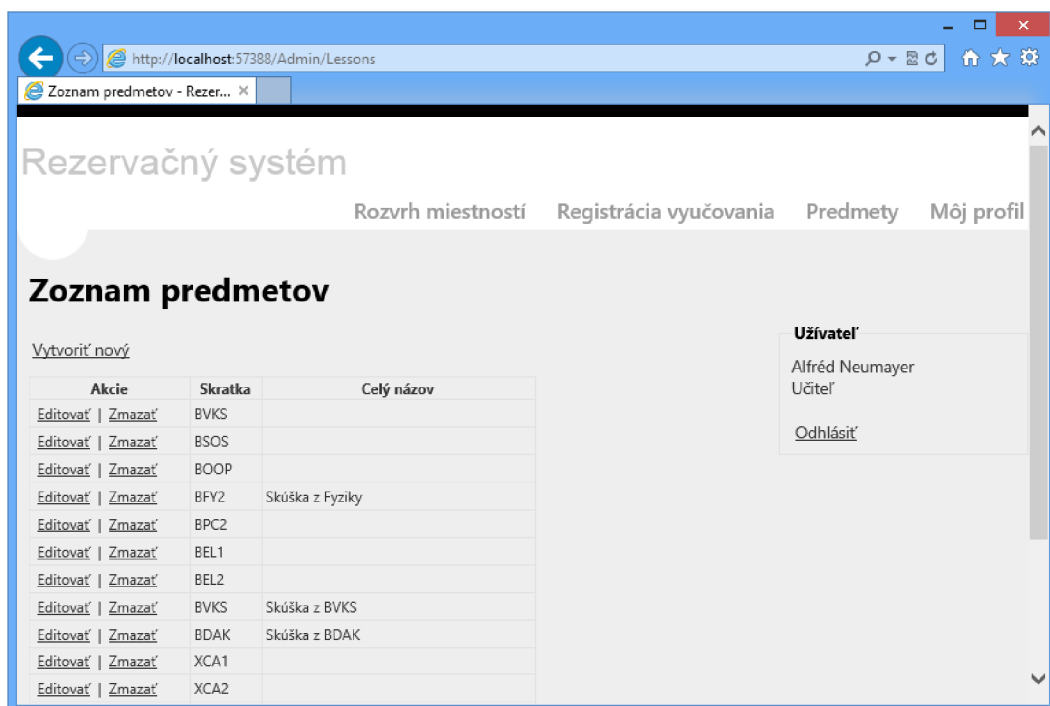 http://localhost:57388/Admin/Lessons
Zoznam predmetov - Rezer...
Rezervačný systém
Rozvrh miestností Registrácia vyučovania Predmety Môj profil
Zoznam predmetov
Užívateľ
Alfréd Neumayer
Učiteľ
Odhlásiť
Vytvoriť nový
Akcie Skratka Celý názov
Editovať | Zmazať BVKS
Editovať | Zmazať BSOS
Editovať | Zmazať BOOP
Editovať | Zmazať BFY2 Skúška z Fyziky
Editovať | Zmazať BPC2
Editovať | Zmazať BEL1
Editovať | Zmazať BEL2
Editovať | Zmazať BVKS Skúška z BVKS
Editovať | Zmazať BDAK Skúška z BDAK
Editovať | Zmazať XCA1
Editovať | Zmazať XCA2